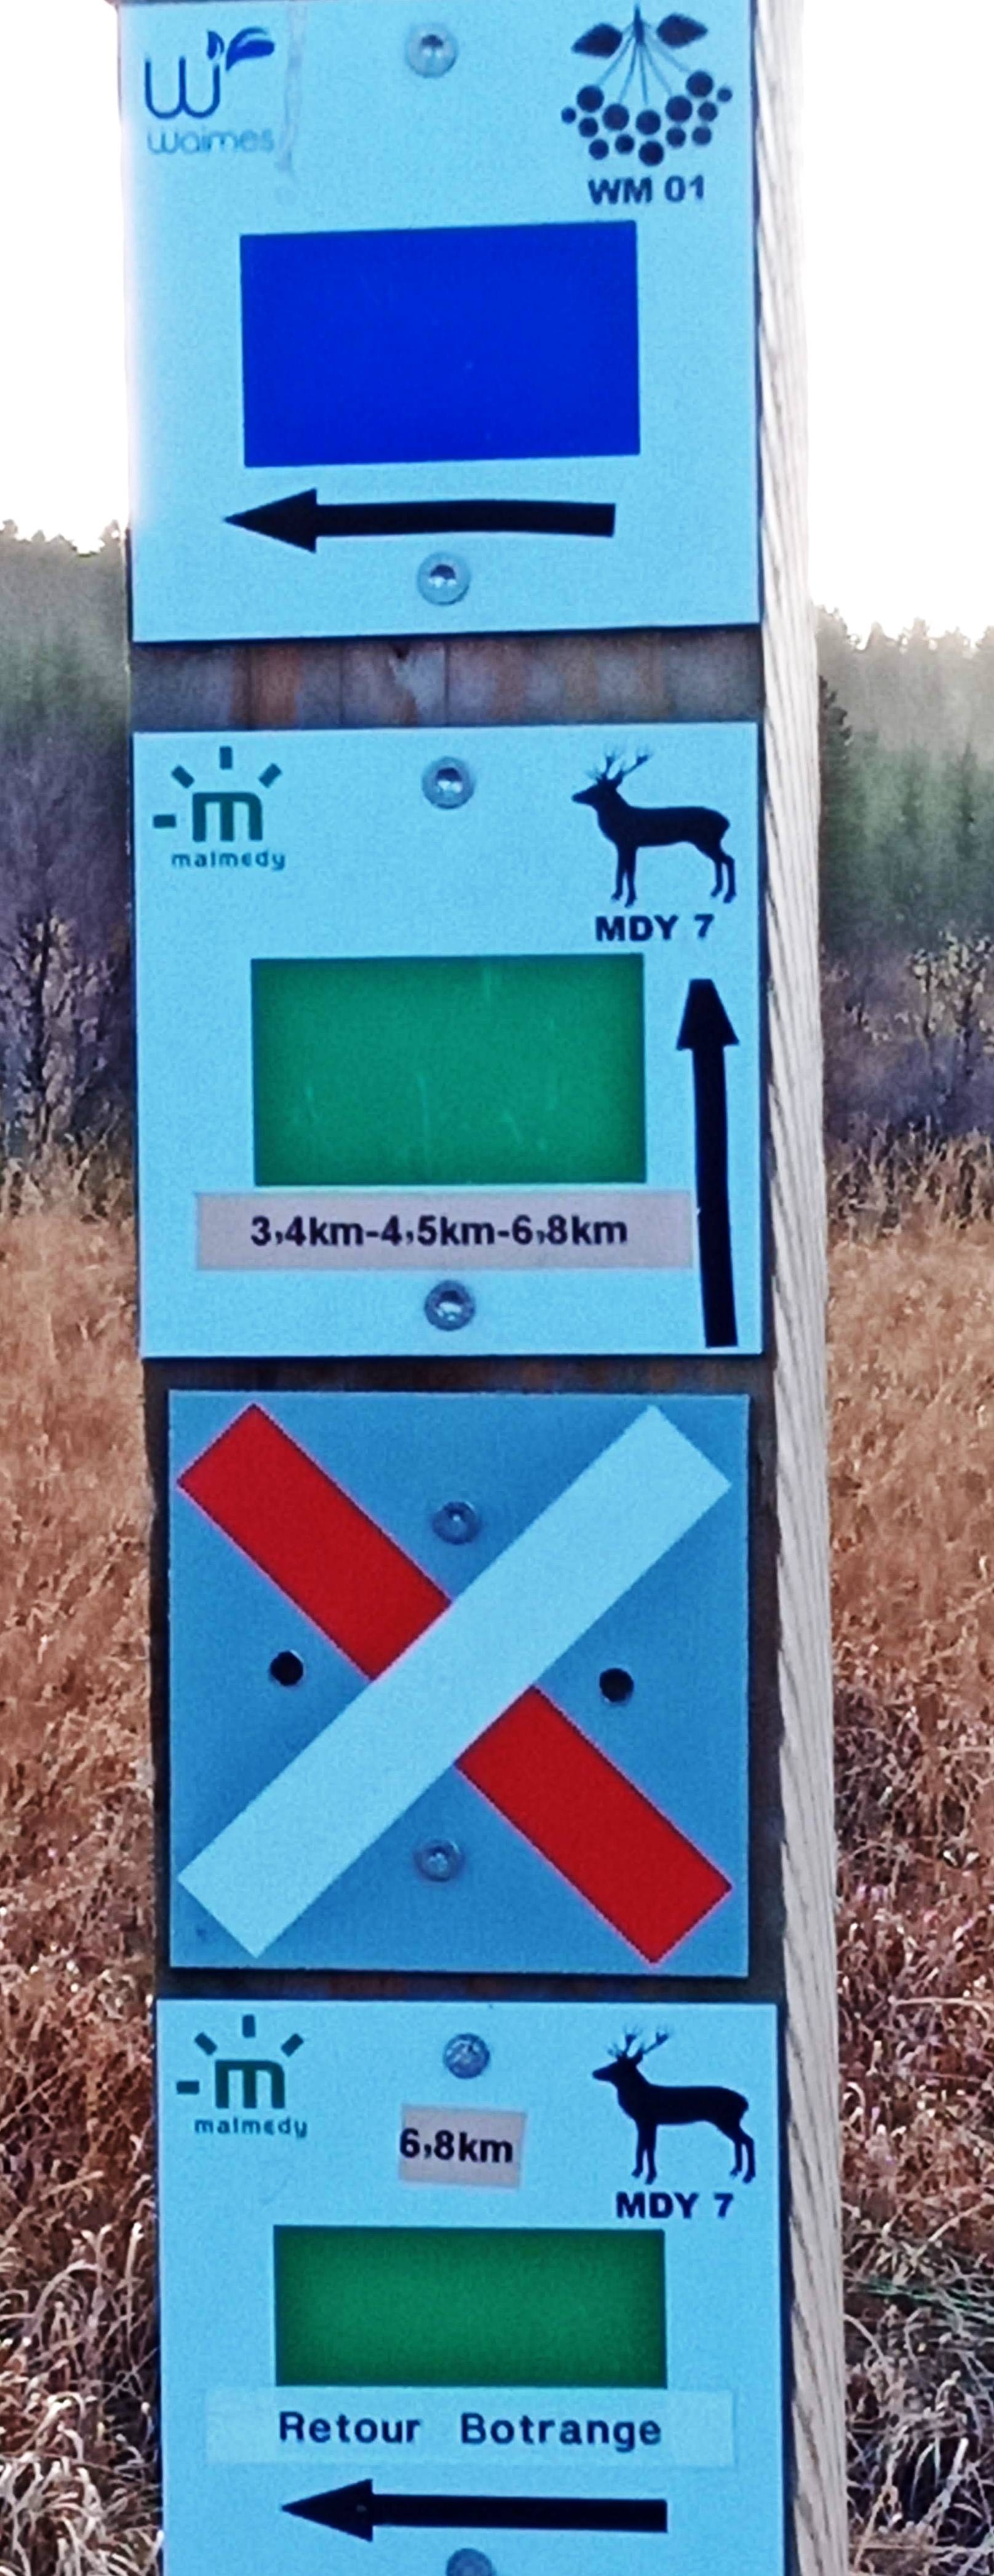 Waimes
WM 01
malmedy
MDY 7
3,4km-4,5km-6,8km
malmedy
6,8km
MDY 7
Retour Botrange